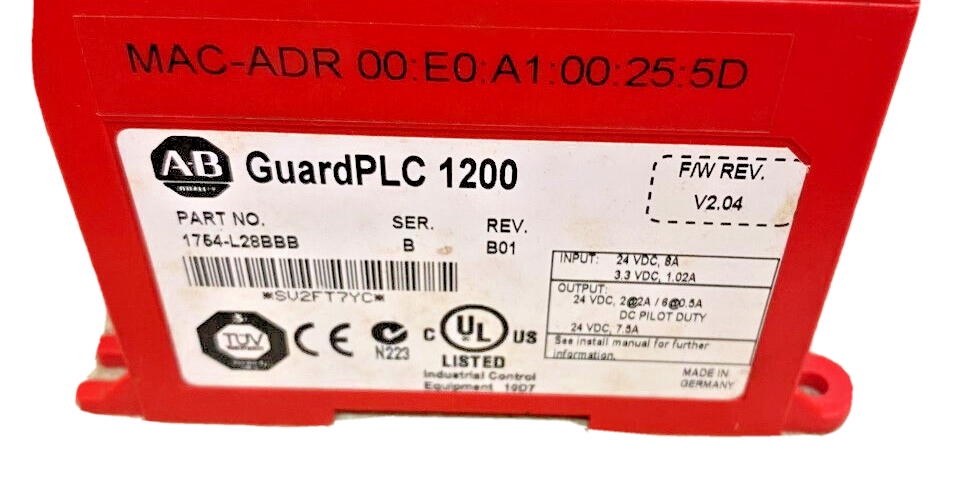 MAC-ADR 00:E0:A1:00:25:5D
A-B
GuardPLC 1200
F/W REV.
V2.04
PART NO. SER. REV.
1754-L28BBB B B01
*SV2FT7YC*
INPUT: 24 VDC, 8A
3.3 VDC, 1.02A
OUTPUT:
24 VDC, 2@2A / 6@0.5A
DC PILOT DUTY
24 VDC, 7.5A
See install manual for further
information.
TÜV
CE
N223
C UL US
LISTED
Industrial Control
Equipment 19D7
MADE IN
GERMANY